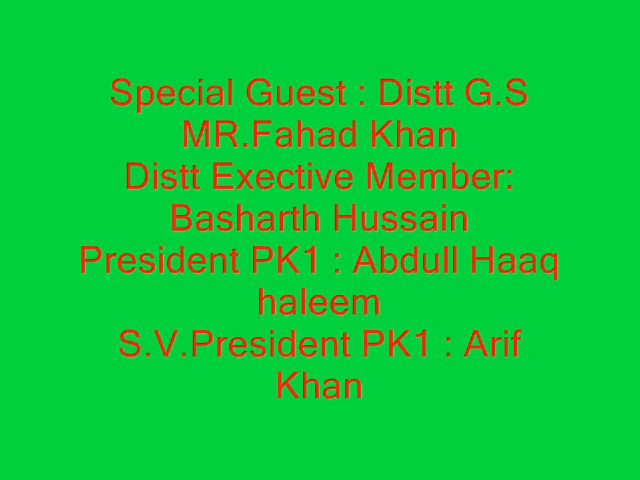 Special Guest : Distt G.S
MR.Fahad Khan
Distt Exective Member:
Basharth Hussain
President PK1 : Abdull Haaq
haleem
S.V.President PK1 : Arif
Khan